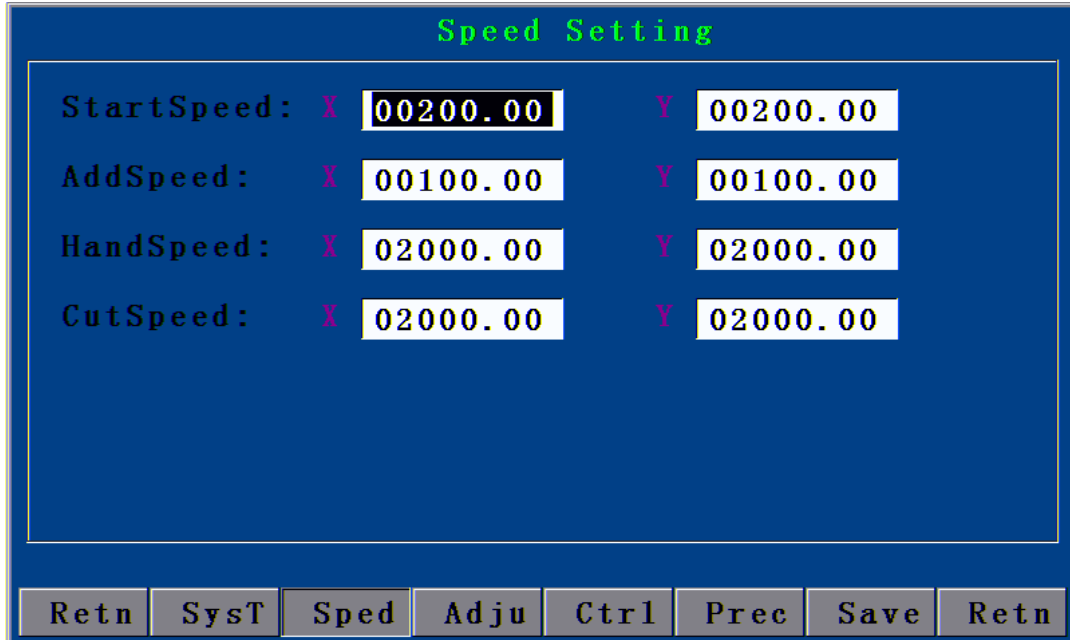 Speed Setting
StartSpeed: X 00200.00 Y 00200.00
AddSpeed: X 00100.00 Y 00100.00
HandSpeed: X 02000.00 Y 02000.00
CutSpeed: X 02000.00 Y 02000.00
Retn SysT Sped Adju Ctrl Prec Save Retn